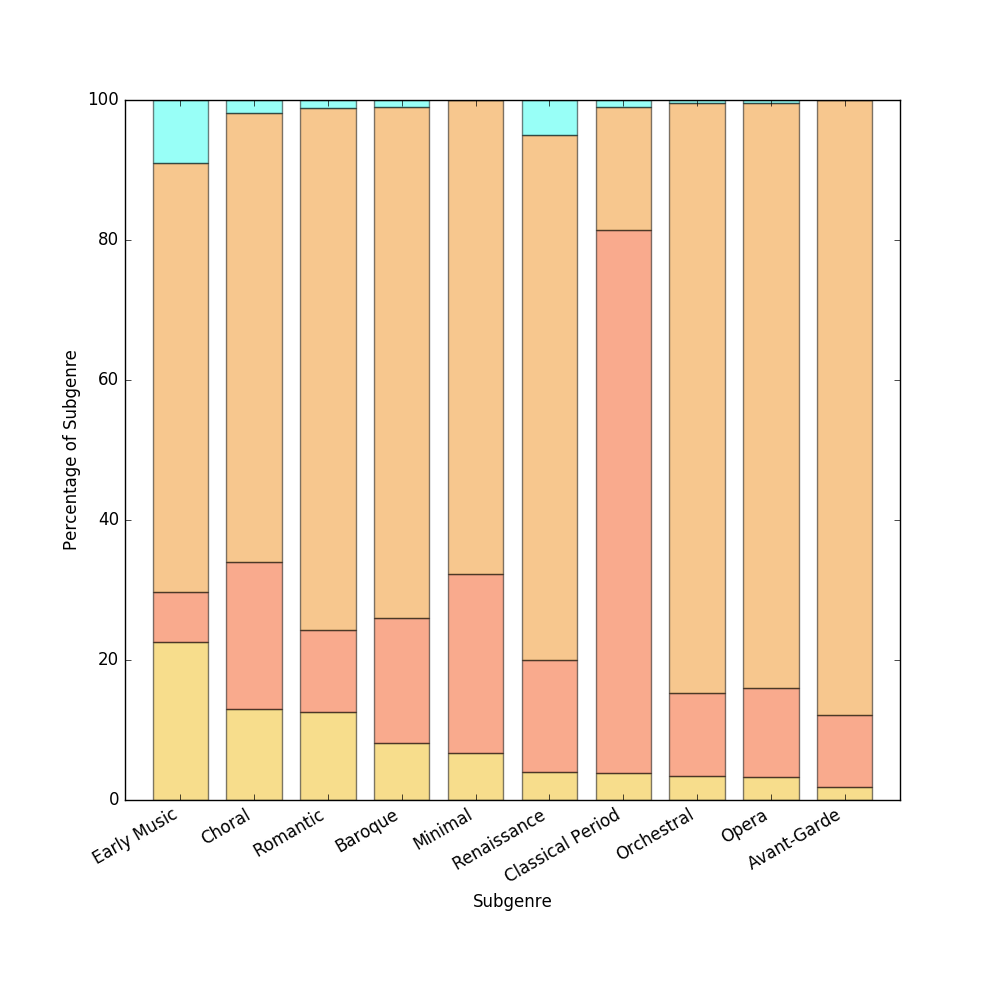 100
80
60
40
20
0
Percentage of Subgenre
Early Music
Choral
Romantic
Baroque
Minimal
Renaissance
Classical Period
Orchestral
Opera
Avant-Garde
Subgenre